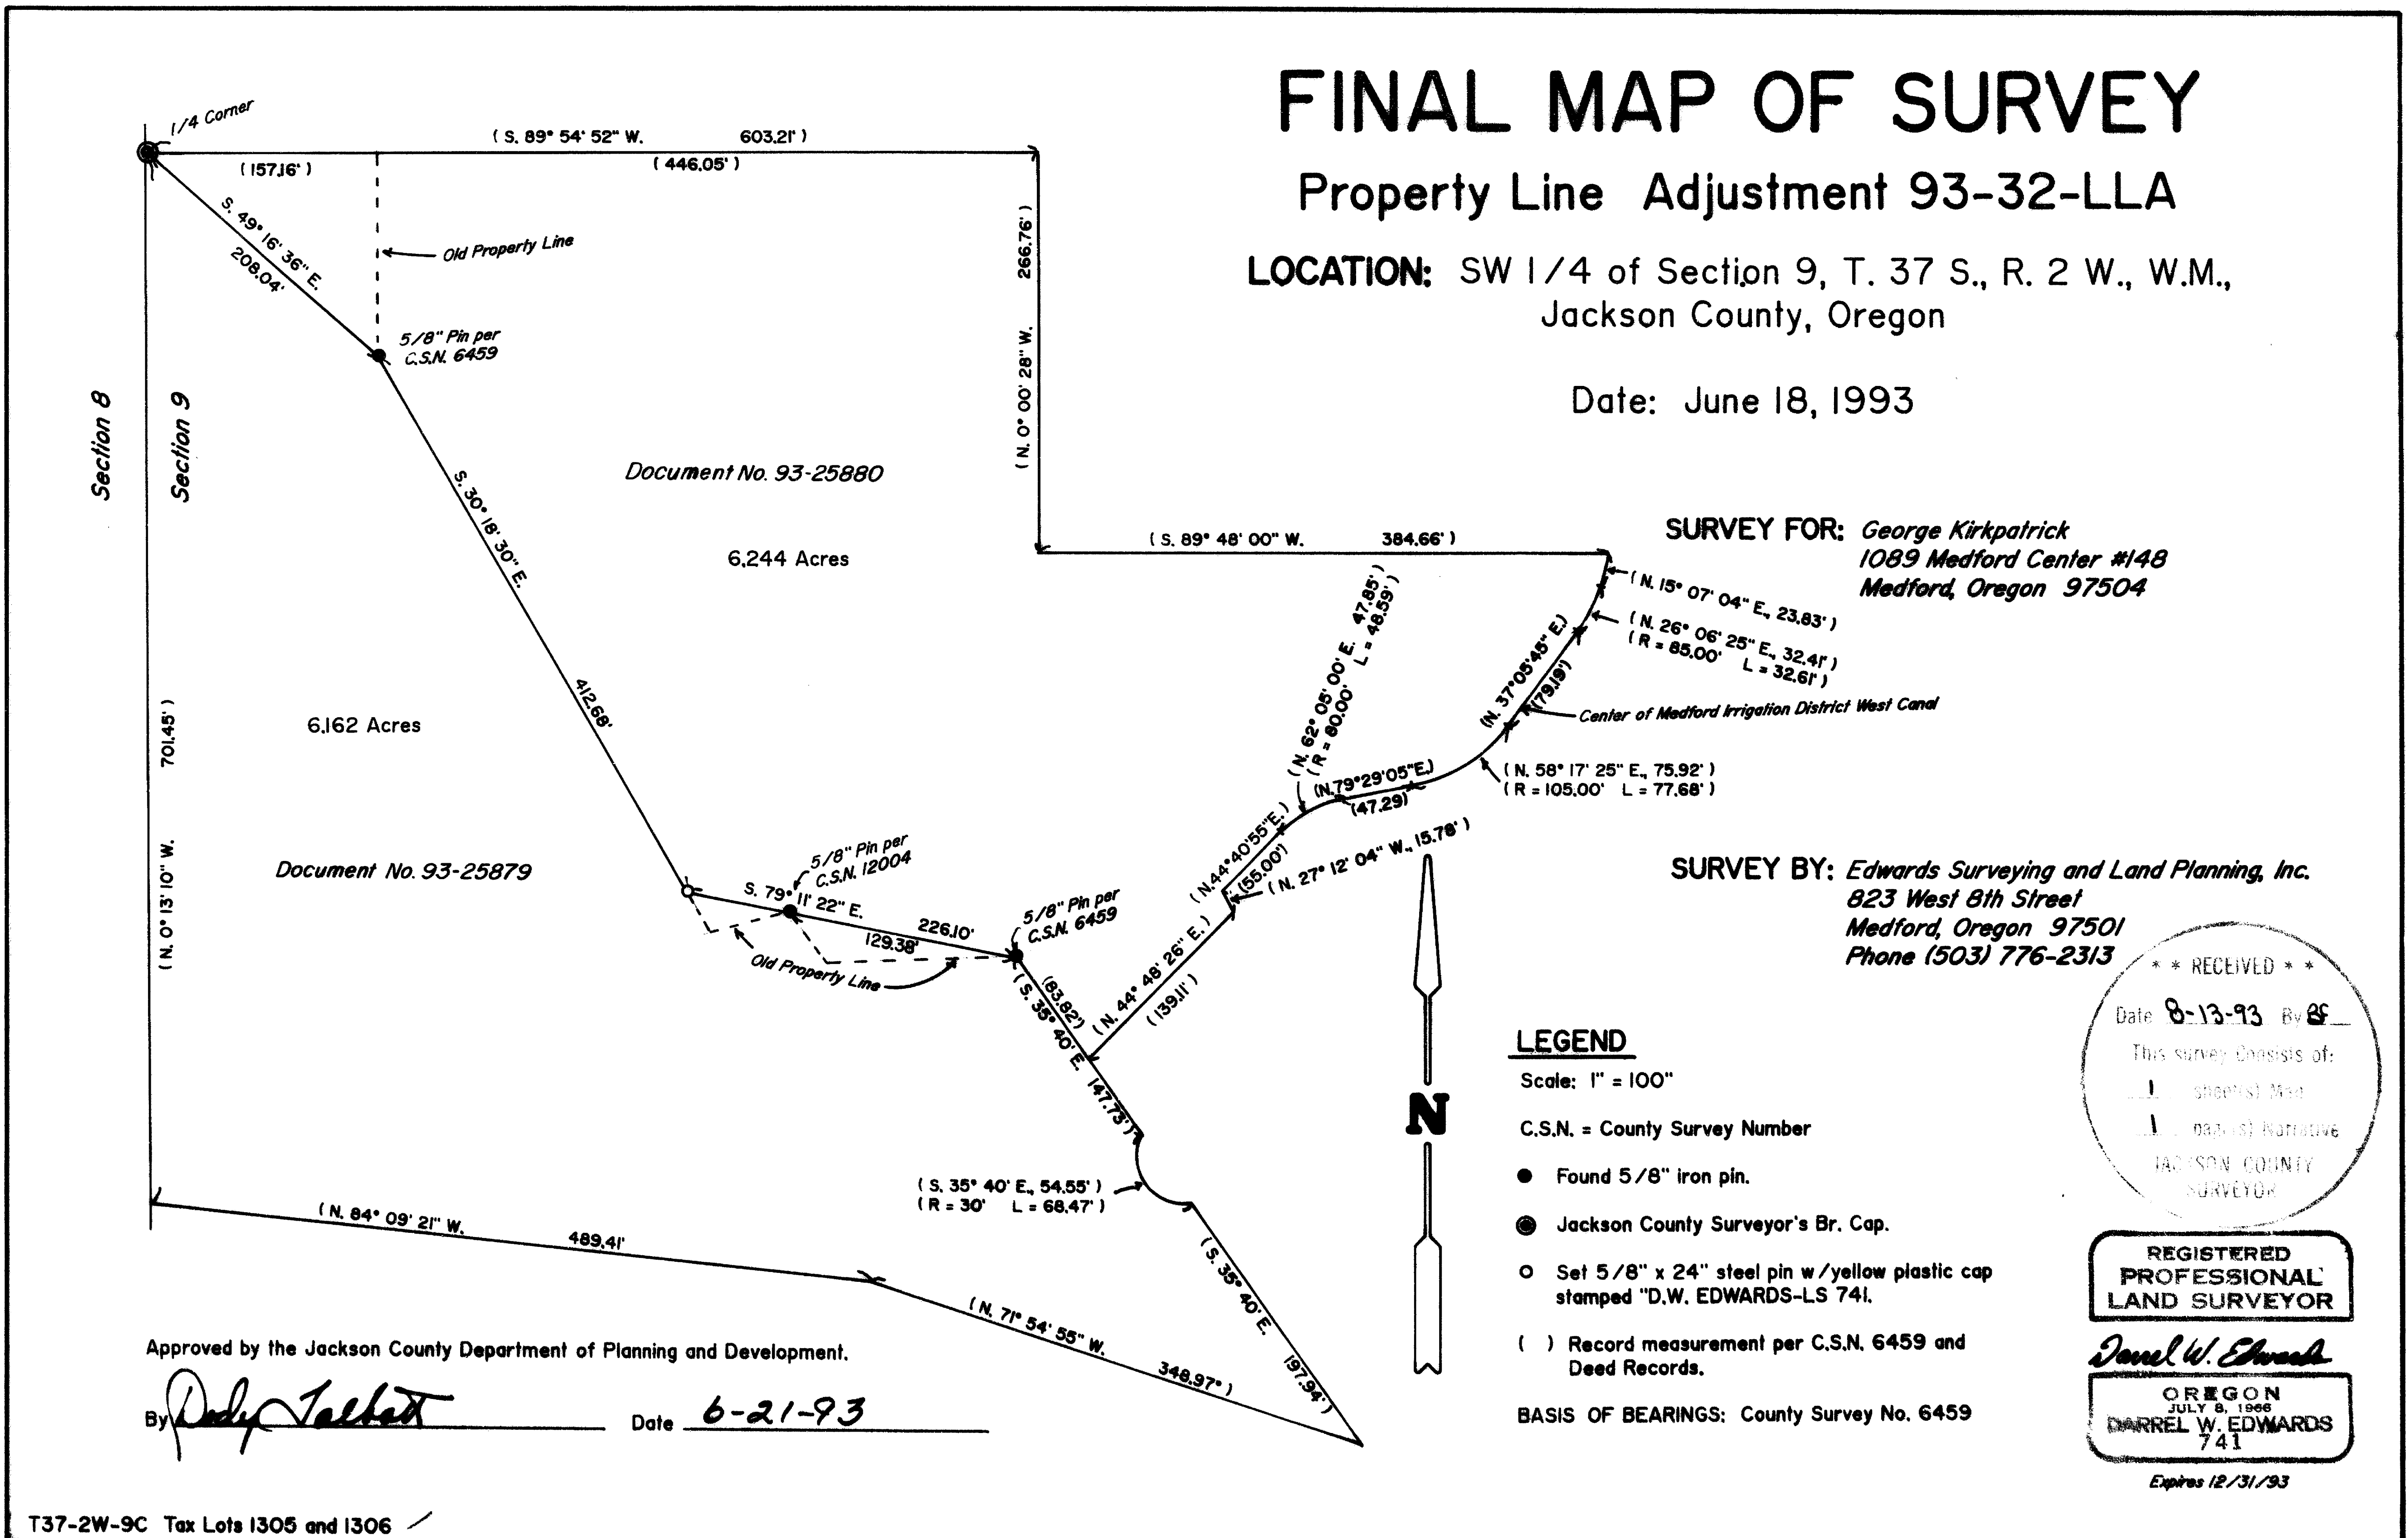 FINAL MAP OF SURVEY
Property Line Adjustment 93-32-LLA
LOCATION: SW 1/4 of Section 9, T. 37 S., R. 2 W., W.M.,
Jackson County, Oregon
Date: June 18, 1993
1/4 Corner
( S. 89° 54' 52" W. 603.21' )
( 157.16' )
( 446.05' )
S. 49° 16' 36" E.
208.04'
Old Property Line
5/8" Pin per
C.S.N. 6459
266.76' )
( N. 0° 00' 28" W.
Section 8
Section 9
Document No. 93-25880
6.244 Acres
S. 30° 18' 30" E.
412.68'
( S. 89° 48' 00" W. 384.66' )
SURVEY FOR: George Kirkpatrick
1089 Medford Center #148
Medford, Oregon 97504
( N. 15° 07' 04" E., 23.83' )
( N. 26° 06' 25" E., 32.41' )
( R = 85.00' L = 32.61' )
(N. 37°05'45" E.)
(79.19')
Center of Medford Irrigation District West Canal
( N. 62° 05' 00' E. 47.85' )
( R = 80.00' L = 48.59' )
(N.79°29'05"E.)
(47.29)
( N. 58° 17' 25" E., 75.92' )
( R = 105.00' L = 77.68' )
( N.44°40'55"E. )
(55.00')
( N. 27° 12' 04" W., 15.78' )
6.162 Acres
701.45' )
( N. 0° 13' 10" W.
Document No. 93-25879
5/8" Pin per
C.S.N. 12004
S. 79° 11' 22" E.
226.10'
129.38'
Old Property Line
5/8" Pin per
C.S.N. 6459
(83.82')
( S. 35° 40' E. 147.73' )
( N. 44° 48' 26" E. )
( 139.11' )
SURVEY BY: Edwards Surveying and Land Planning, Inc.
823 West 8th Street
Medford, Oregon 97501
Phone (503) 776-2313
* * RECEIVED * *
Date 8-13-93 By BF
This survey Consists of:
1 sheet(s) Map
1 page(s) Narrative
JACKSON COUNTY
SURVEYOR
N
LEGEND
Scale: 1" = 100"
C.S.N. = County Survey Number
Found 5/8" iron pin.
Jackson County Surveyor's Br. Cap.
Set 5/8" x 24" steel pin w/yellow plastic cap
stamped "D.W. EDWARDS-LS 741.
( ) Record measurement per C.S.N. 6459 and
Deed Records.
BASIS OF BEARINGS: County Survey No. 6459
( S. 35° 40' E., 54.55' )
( R = 30' L = 68.47' )
( N. 84° 09' 21" W. 489.41'
( N. 71° 54' 55" W. 348.97° )
( S. 35° 40' E. 197.94' )
Approved by the Jackson County Department of Planning and Development.
By Dody Talbott Date 6-21-93
REGISTERED
PROFESSIONAL
LAND SURVEYOR
Darrel W. Edwards
OREGON
JULY 8, 1966
DARREL W. EDWARDS
741
Expires 12/31/93
T37-2W-9C Tax Lots 1305 and 1306